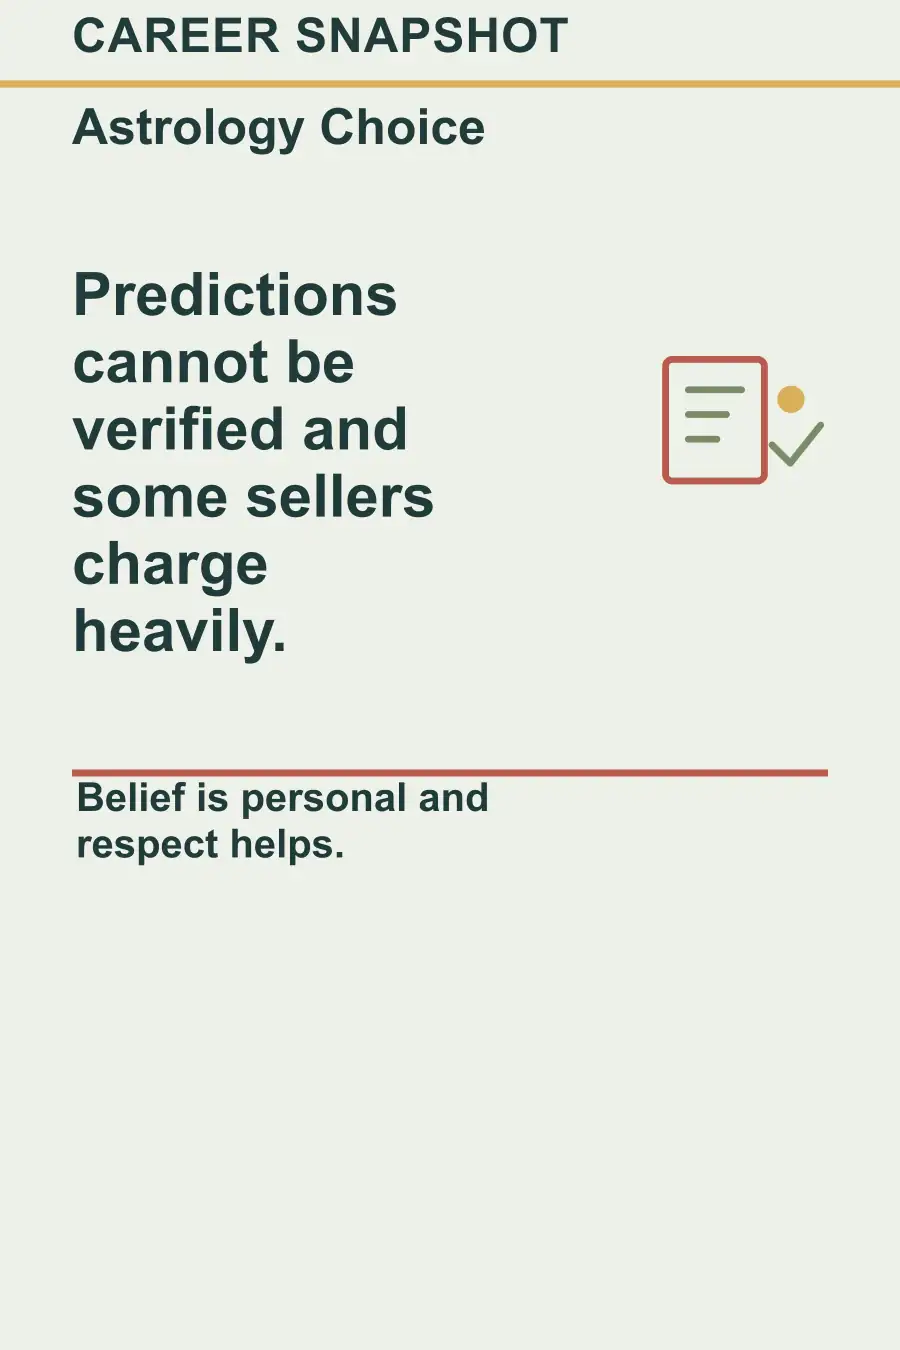 CAREER SNAPSHOT
Astrology Choice
Predictions
cannot be
verified and
some sellers
charge
heavily.
Belief is personal and
respect helps.